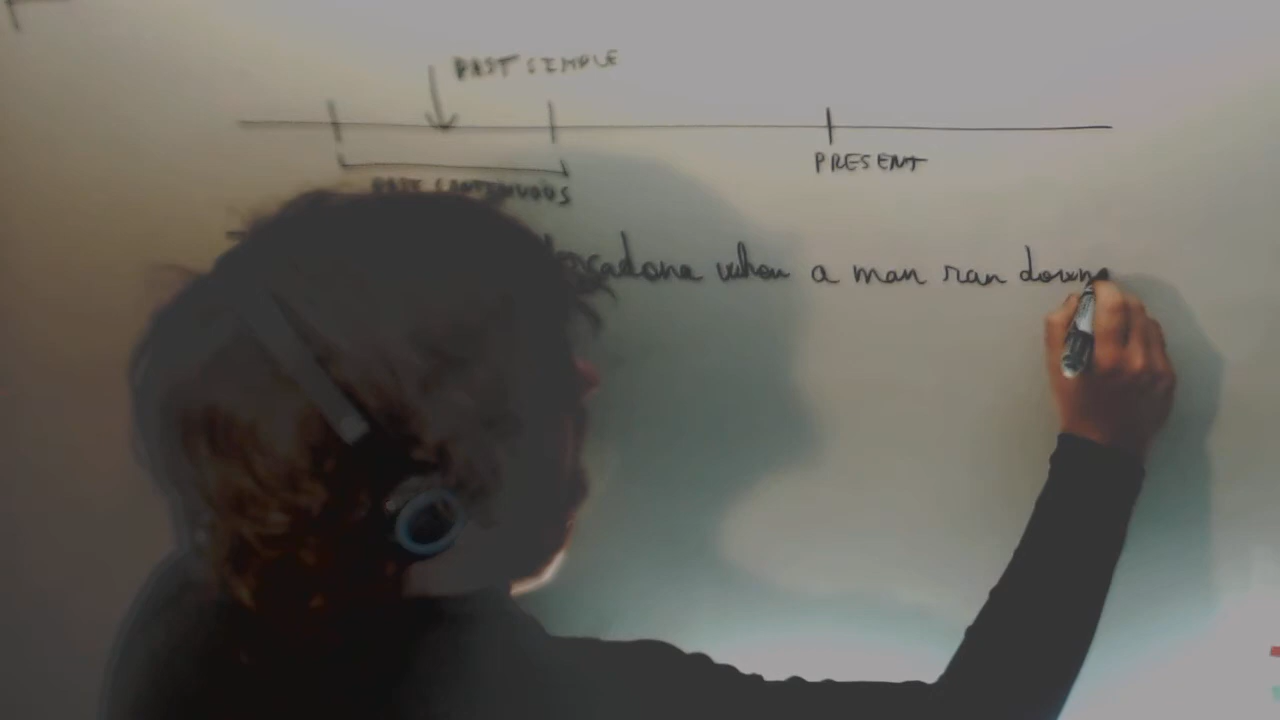 PAST SIMPLE
PRESENT
PAST CONTINUOUS
when a man ran down